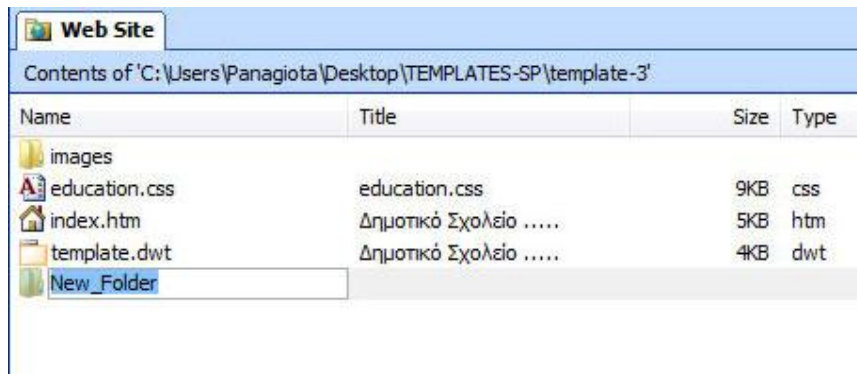 Web Site
Contents of 'C:\Users\Panagiota\Desktop\TEMPLATES-SP\template-3'
Name Title Size Type
images
education.css education.css 9KB css
index.htm Δημοτικό Σχολείο ..... 5KB htm
template.dwt Δημοτικό Σχολείο ..... 4KB dwt
New_Folder